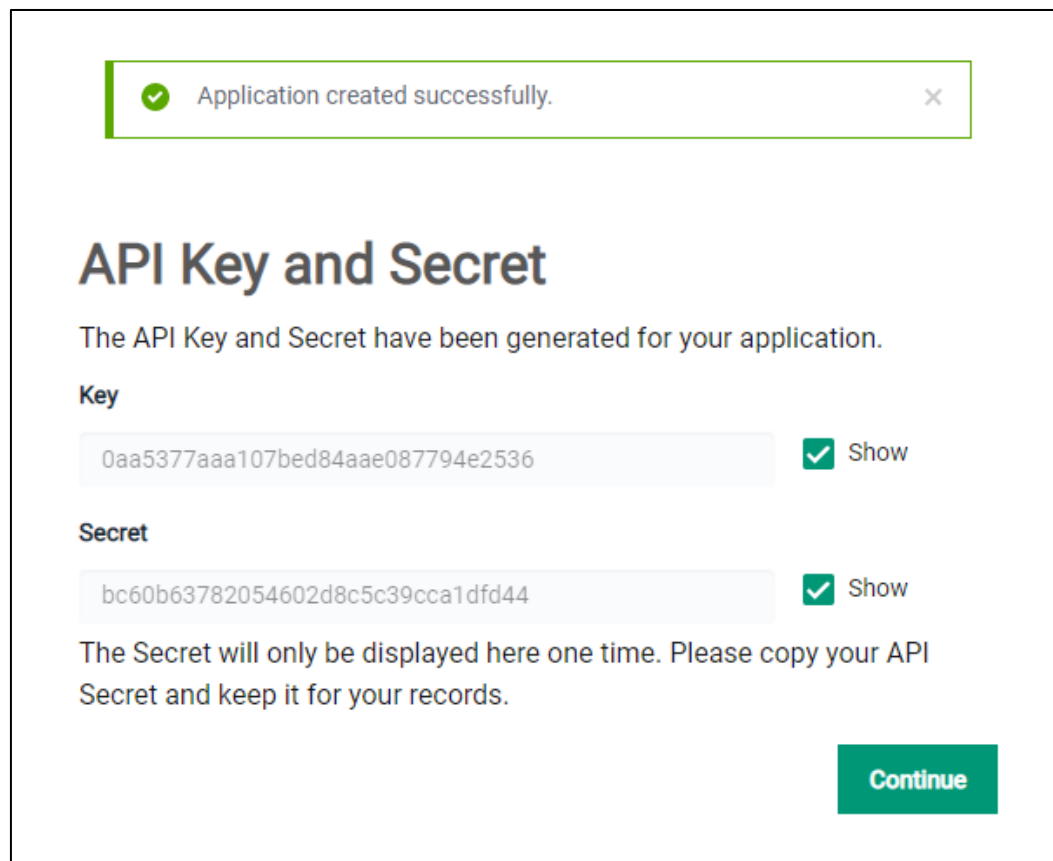 Application created successfully.
API Key and Secret
The API Key and Secret have been generated for your application.
Key
0aa5377aaa107bed84aae087794e2536
Show
Secret
bc60b63782054602d8c5c39cca1dfd44
Show
The Secret will only be displayed here one time. Please copy your API
Secret and keep it for your records.
Continue